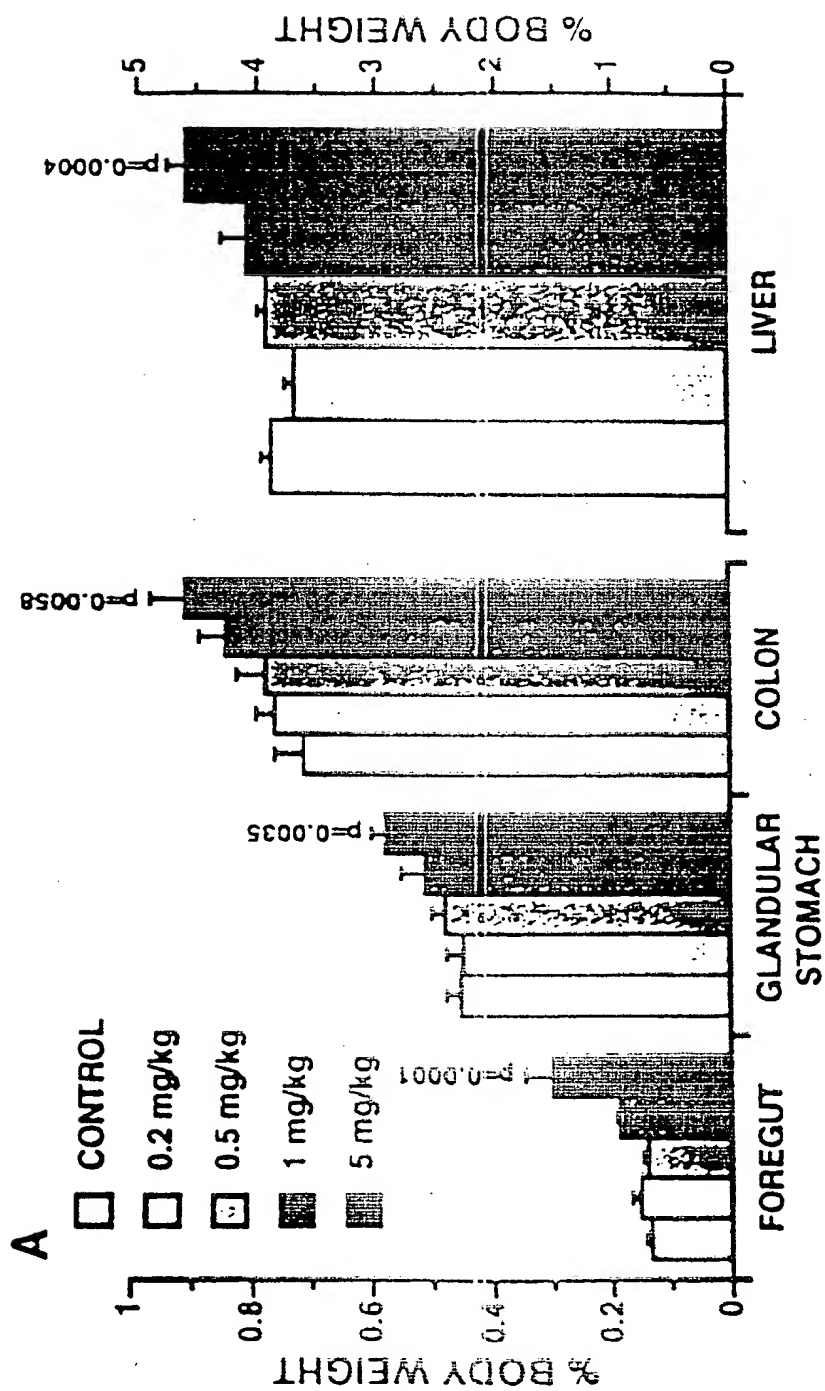 A
CONTROL
0.2 mg/kg
0.5 mg/kg
1 mg/kg
5 mg/kg
% BODY WEIGHT
1
0.8
0.6
0.4
0.2
0
p=0.0001
p=0.0035
p=0.0058
p=0.0004
FOREGUT
GLANDULAR
STOMACH
COLON
LIVER
% BODY WEIGHT
5
4
3
2
1
0